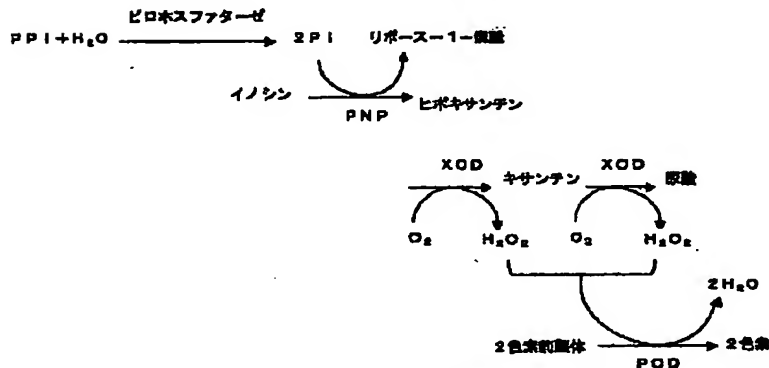 ピロホスファターゼ
PPi+H₂O 2Pi リボースー1ー燐酸
イノシン ヒポキサンチン
PNP
XOD XOD
キサンチン 尿酸
O₂ H₂O₂ O₂ H₂O₂
2H₂O
2色素前駆体 2色素
POD